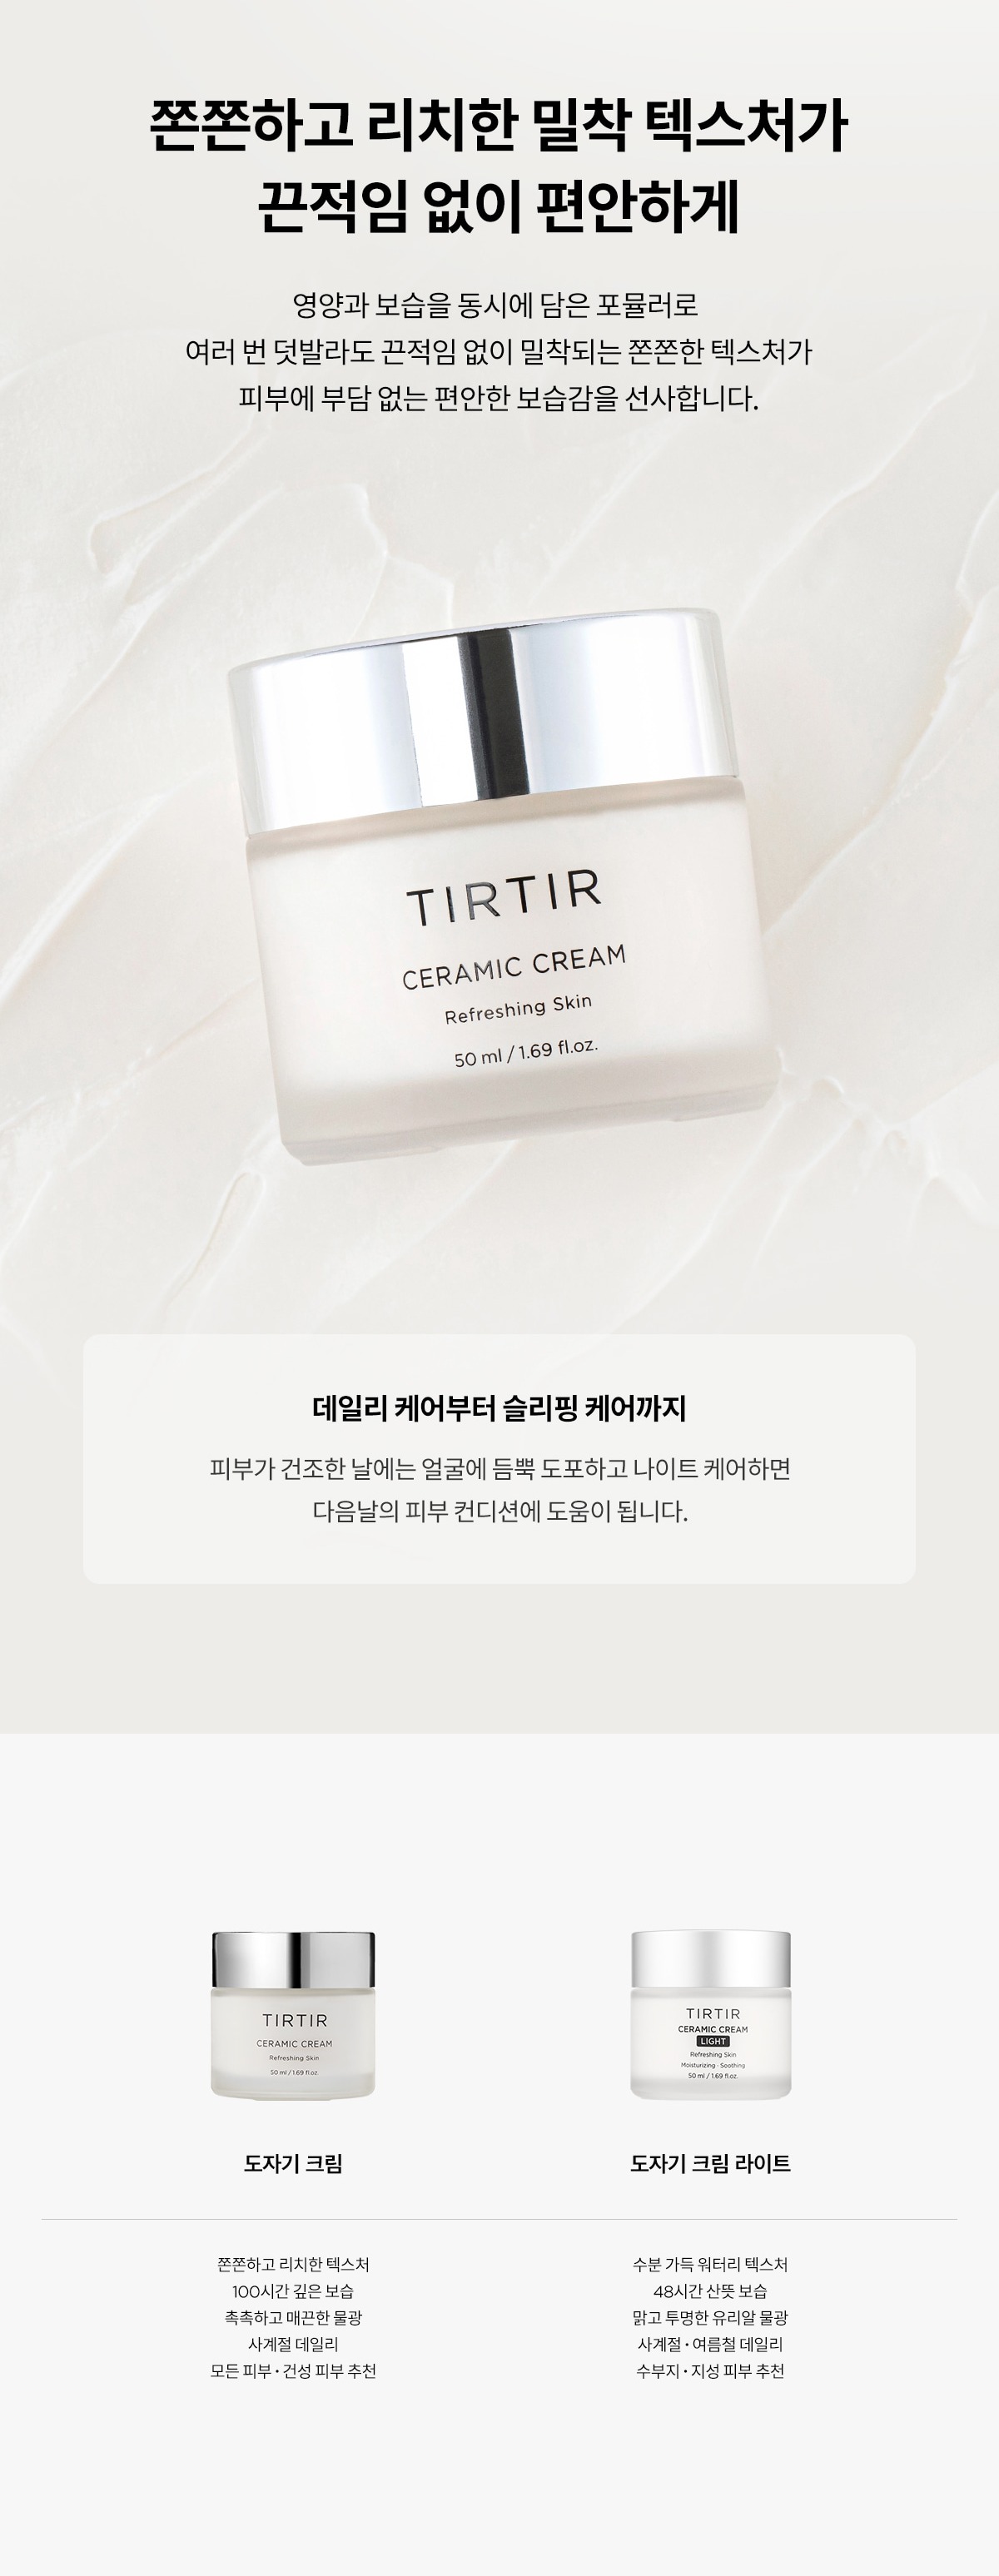 쫀쫀하고 리치한 밀착 텍스처가
끈적임 없이 편안하게
영양과 보습을 동시에 담은 포뮬러로
여러 번 덧발라도 끈적임 없이 밀착되는 쫀쫀한 텍스처가
피부에 부담 없는 편안한 보습감을 선사합니다.
TIRTIR
CERAMIC CREAM
Refreshing Skin
50 ml / 1.69 fl.oz.
데일리 케어부터 슬리핑 케어까지
피부가 건조한 날에는 얼굴에 듬뿍 도포하고 나이트 케어하면
다음날의 피부 컨디션에 도움이 됩니다.
TIRTIR
CERAMIC CREAM
Refreshing Skin
50 ml / 1.69 fl.oz.
도자기 크림
쫀쫀하고 리치한 텍스처
100시간 깊은 보습
촉촉하고 매끈한 물광
사계절 데일리
모든 피부 • 건성 피부 추천
TIRTIR
CERAMIC CREAM
LIGHT
Refreshing Skin
Moisturizing · Soothing
50 ml / 1.69 fl.oz.
도자기 크림 라이트
수분 가득 워터리 텍스처
48시간 산뜻 보습
맑고 투명한 유리알 물광
사계절 • 여름철 데일리
수부지 • 지성 피부 추천